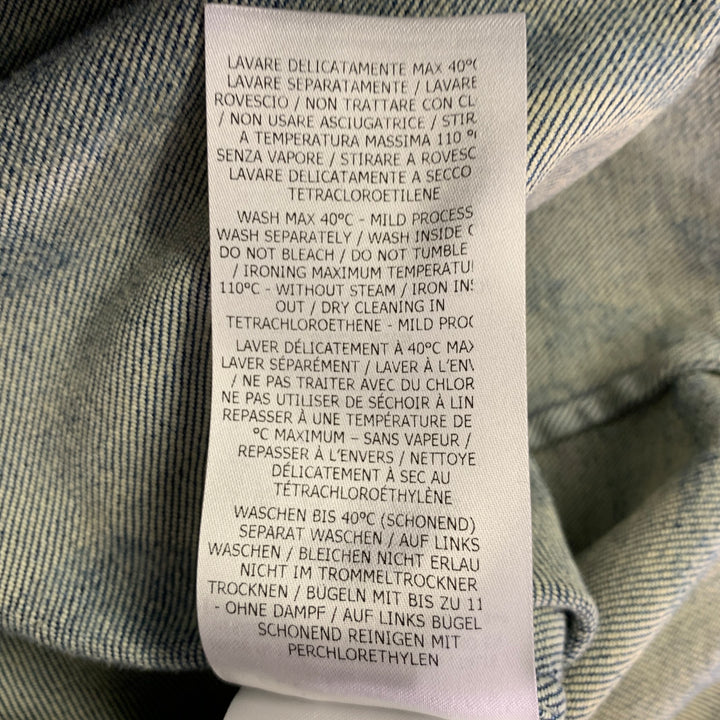 LAVARE DELICATAMENTE MAX 40°C
LAVARE SEPARATAMENTE / LAVARE
ROVESCIO / NON TRATTARE CON CL
/ NON USARE ASCIUGATRICE / STIR
A TEMPERATURA MASSIMA 110 °
SENZA VAPORE / STIRARE A ROVESC
LAVARE DELICATAMENTE A SECCO
TETRACLOROETILENE
WASH MAX 40°C - MILD PROCESS
WASH SEPARATELY / WASH INSIDE
DO NOT BLEACH / DO NOT TUMBLE
/ IRONING MAXIMUM TEMPERATU
110°C - WITHOUT STEAM / IRON INS
OUT / DRY CLEANING IN
TETRACHLOROETHENE - MILD PROC
LAVER DÉLICATEMENT À 40°C MAX
LAVER SÉPARÉMENT / LAVER À L'ENV
/ NE PAS TRAITER AVEC DU CHLOR
NE PAS UTILISER DE SÉCHOIR À LIN
REPASSER À UNE TEMPÉRATURE DE
°C MAXIMUM – SANS VAPEUR /
REPASSER À L'ENVERS / NETTOYE
DÉLICATEMENT À SEC AU
TÉTRACHLOROÉTHYLÈNE
WASCHEN BIS 40°C (SCHONEND)
SEPARAT WASCHEN / AUF LINKS
WASCHEN / BLEICHEN NICHT ERLAU
NICHT IM TROMMELTROCKNER
TROCKNEN / BÜGELN MIT BIS ZU 11
- OHNE DAMPF / AUF LINKS BÜGEL
SCHONEND REINIGEN MIT
PERCHLORETHYLEN